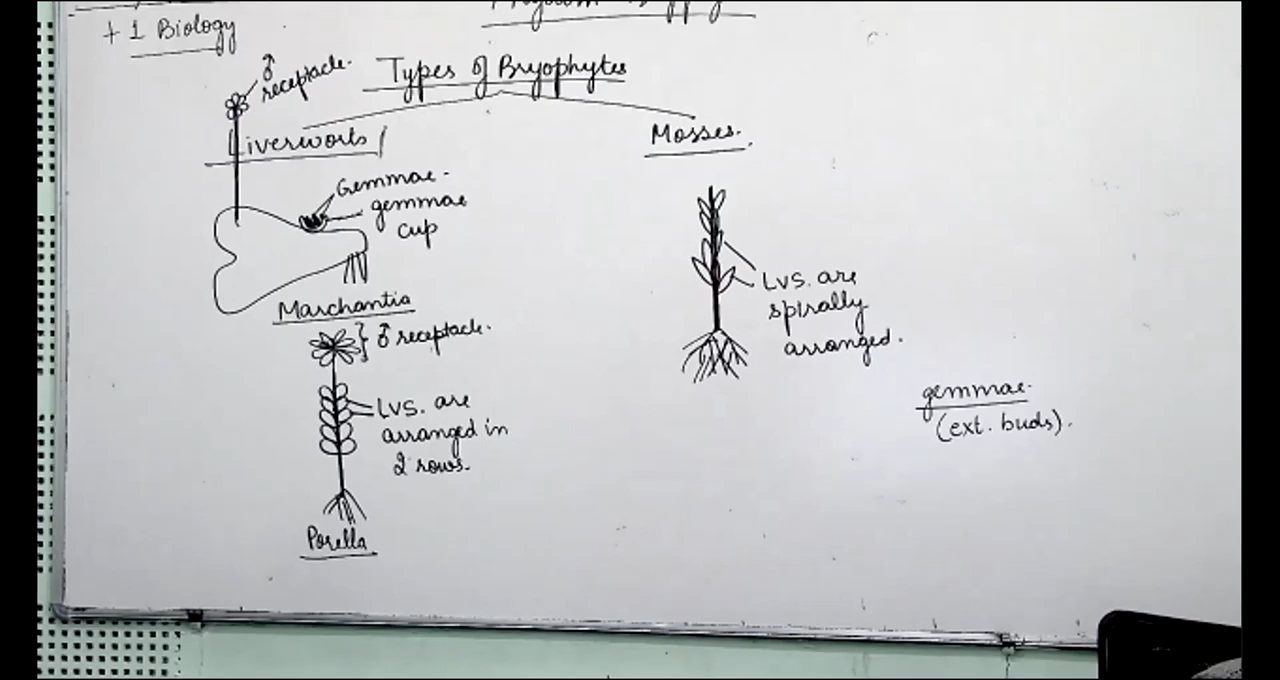 + 1 Biology
♂
receptacle.
Types of Bryophytes
Liverworts
Mosses.
Gemmae.
gemmae
cup
Marchantia
♂ receptacle.
Lvs. are
spirally
arranged.
Lvs. are
arranged in
2 rows.
gemmae.
(ext. buds).
Porella